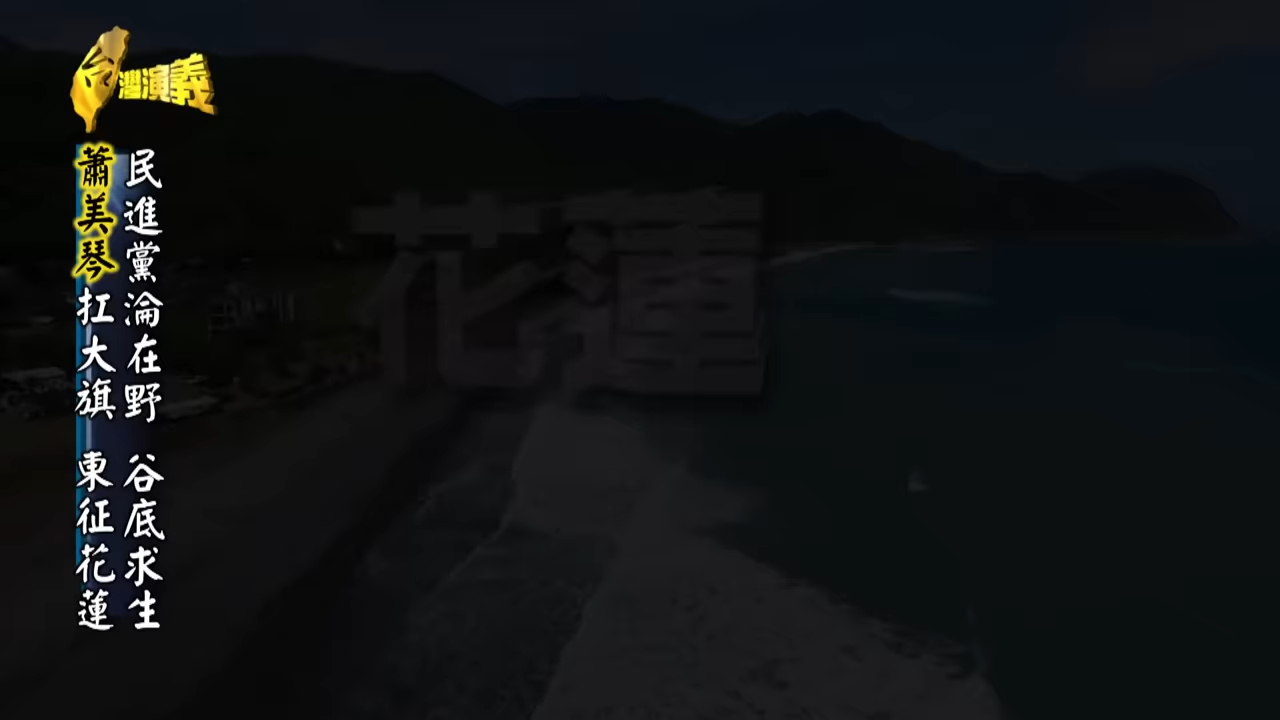 台灣演義
民進黨淪在野 谷底求生
蕭美琴扛大旗 東征花蓮
花蓮